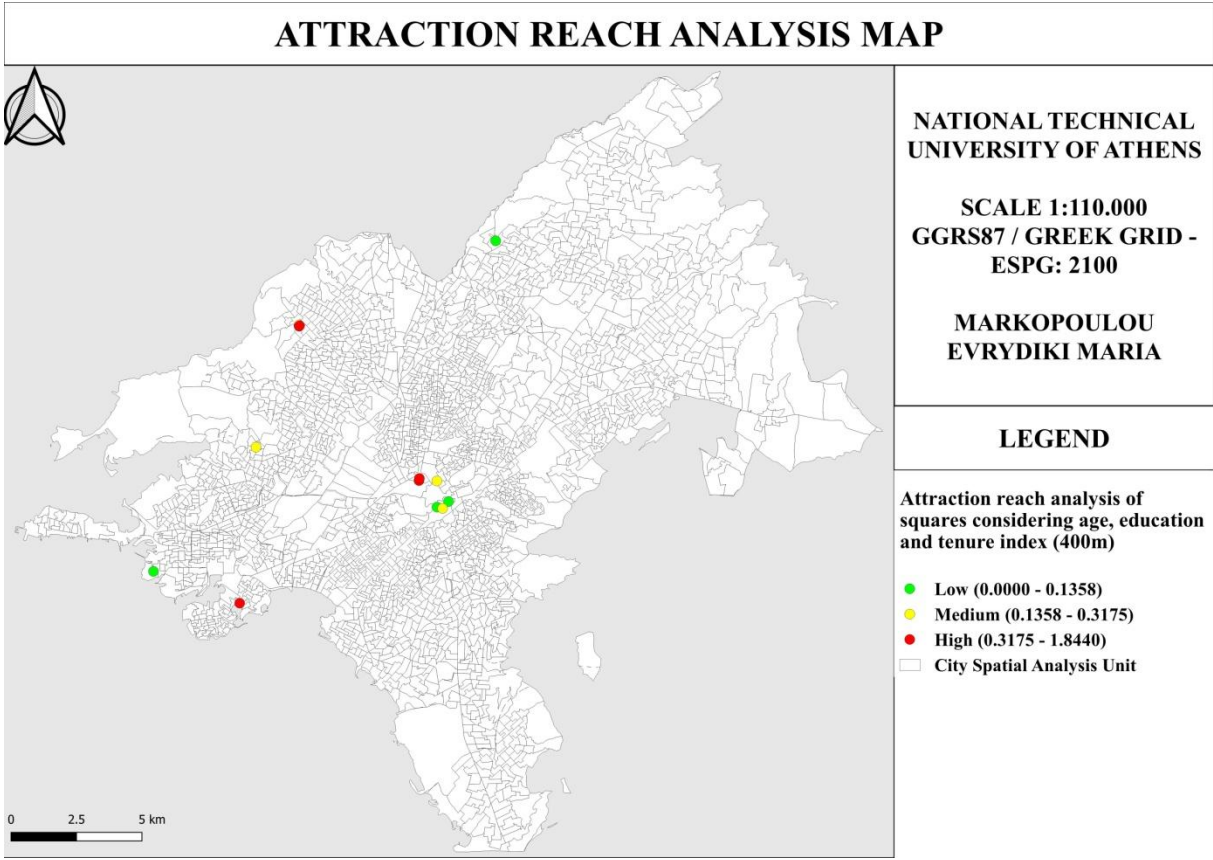 ATTRACTION REACH ANALYSIS MAP
NATIONAL TECHNICAL
UNIVERSITY OF ATHENS
SCALE 1:110.000
GGRS87 / GREEK GRID -
ESPG: 2100
MARKOPOULOU
EVRYDIKI MARIA
LEGEND
Attraction reach analysis of
squares considering age, education
and tenure index (400m)
Low (0.0000 - 0.1358)
Medium (0.1358 - 0.3175)
High (0.3175 - 1.8440)
City Spatial Analysis Unit
0 2.5 5 km